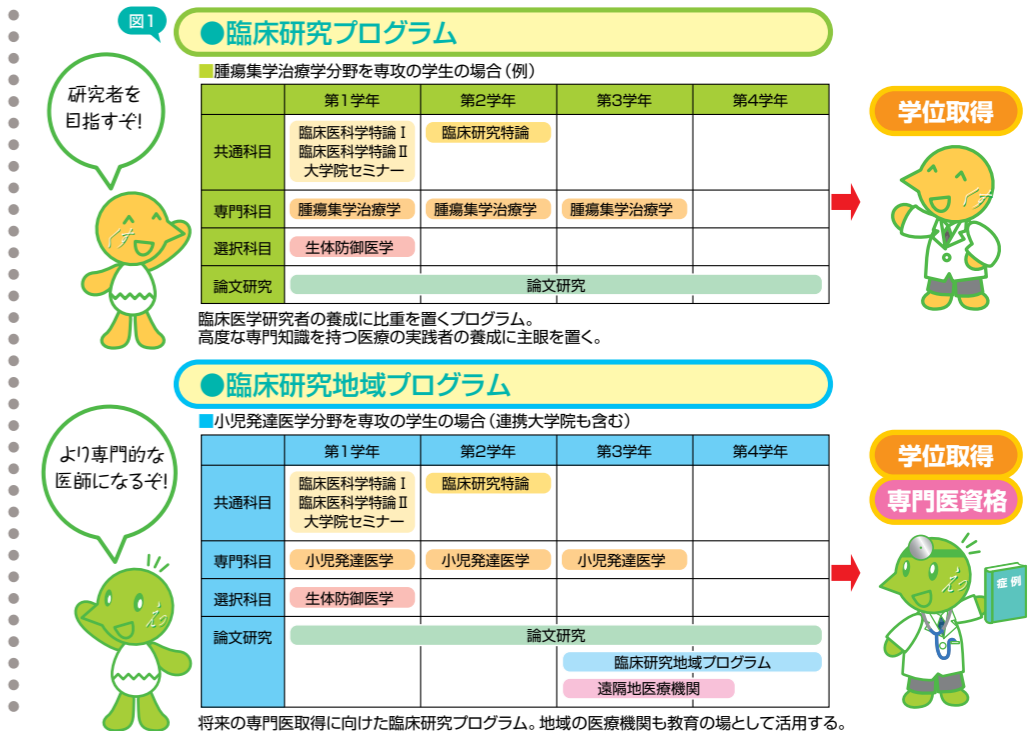 図1
●臨床研究プログラム
■腫瘍集学治療学分野を専攻の学生の場合(例)
研究者を
目指すぞ!
第1学年 第2学年 第3学年 第4学年
共通科目
臨床医科学特論Ⅰ
臨床医科学特論Ⅱ
大学院セミナー
臨床研究特論
専門科目 腫瘍集学治療学 腫瘍集学治療学 腫瘍集学治療学
選択科目 生体防御医学
論文研究 論文研究
学位取得
くす
くす
臨床医学研究者の養成に比重を置くプログラム。
高度な専門知識を持つ医療の実践者の養成に主眼を置く。
●臨床研究地域プログラム
■小児発達医学分野を専攻の学生の場合(連携大学院も含む)
より専門的な
医師になるぞ!
第1学年 第2学年 第3学年 第4学年
共通科目
臨床医科学特論Ⅰ
臨床医科学特論Ⅱ
大学院セミナー
臨床研究特論
専門科目 小児発達医学 小児発達医学 小児発達医学
選択科目 生体防御医学
論文研究 論文研究
臨床研究地域プログラム
遠隔地医療機関
学位取得
専門医資格
症例
えつ
えつ
将来の専門医取得に向けた臨床研究プログラム。地域の医療機関も教育の場として活用する。